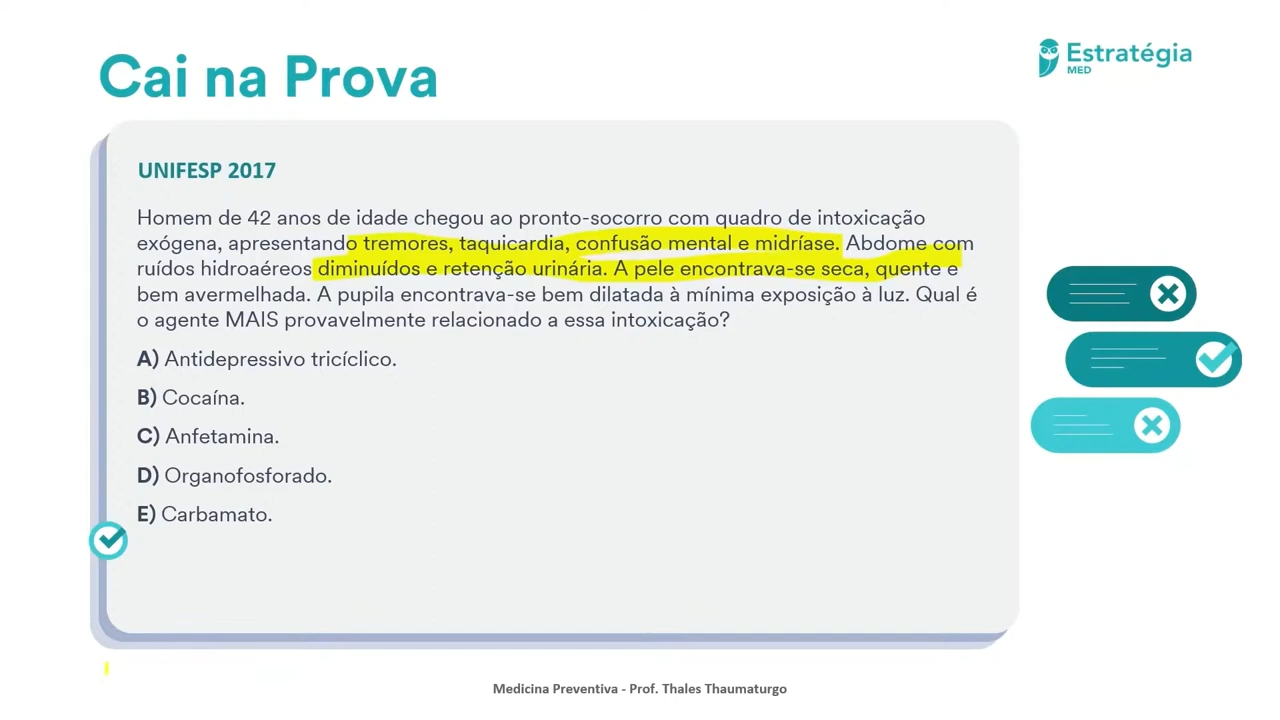 Cai na Prova
Estratégia
MED
UNIFESP 2017
Homem de 42 anos de idade chegou ao pronto-socorro com quadro de intoxicação
exógena, apresentando tremores, taquicardia, confusão mental e midríase. Abdome com
ruídos hidroaéreos diminuídos e retenção urinária. A pele encontrava-se seca, quente e
bem avermelhada. A pupila encontrava-se bem dilatada à mínima exposição à luz. Qual é
o agente MAIS provavelmente relacionado a essa intoxicação?
A) Antidepressivo tricíclico.
B) Cocaína.
C) Anfetamina.
D) Organofosforado.
E) Carbamato.
Medicina Preventiva - Prof. Thales Thaumaturgo